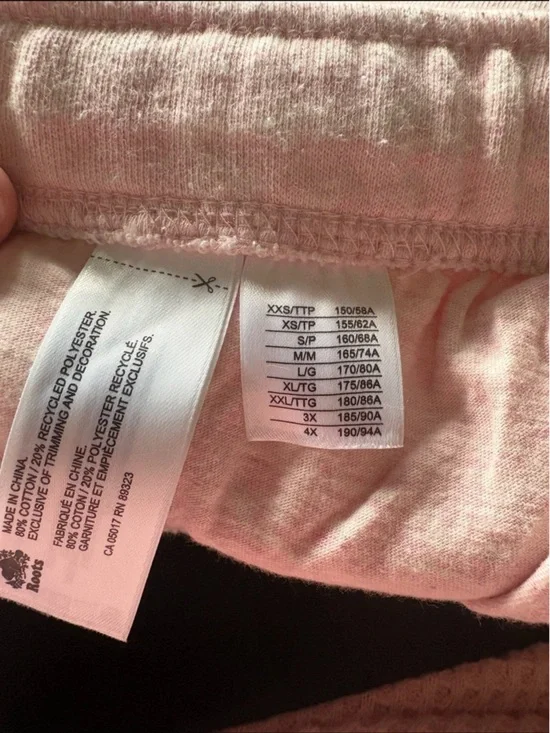 MADE IN CHINA.
80% COTTON / 20% RECYCLED POLYESTER.
EXCLUSIVE OF TRIMMING AND DECORATION.
FABRIQUÉ EN CHINE.
80% COTON / 20% POLYESTER RECYCLÉ.
GARNITURE ET EMPIÈCEMENT EXCLUSIFS.
CA 05017 RN 89323
Roots
XXS/TTP 150/58A
XS/TP 155/62A
S/P 160/68A
M/M 165/74A
L/G 170/80A
XL/TG 175/86A
XXL/TTG 180/86A
3X 185/90A
4X 190/94A